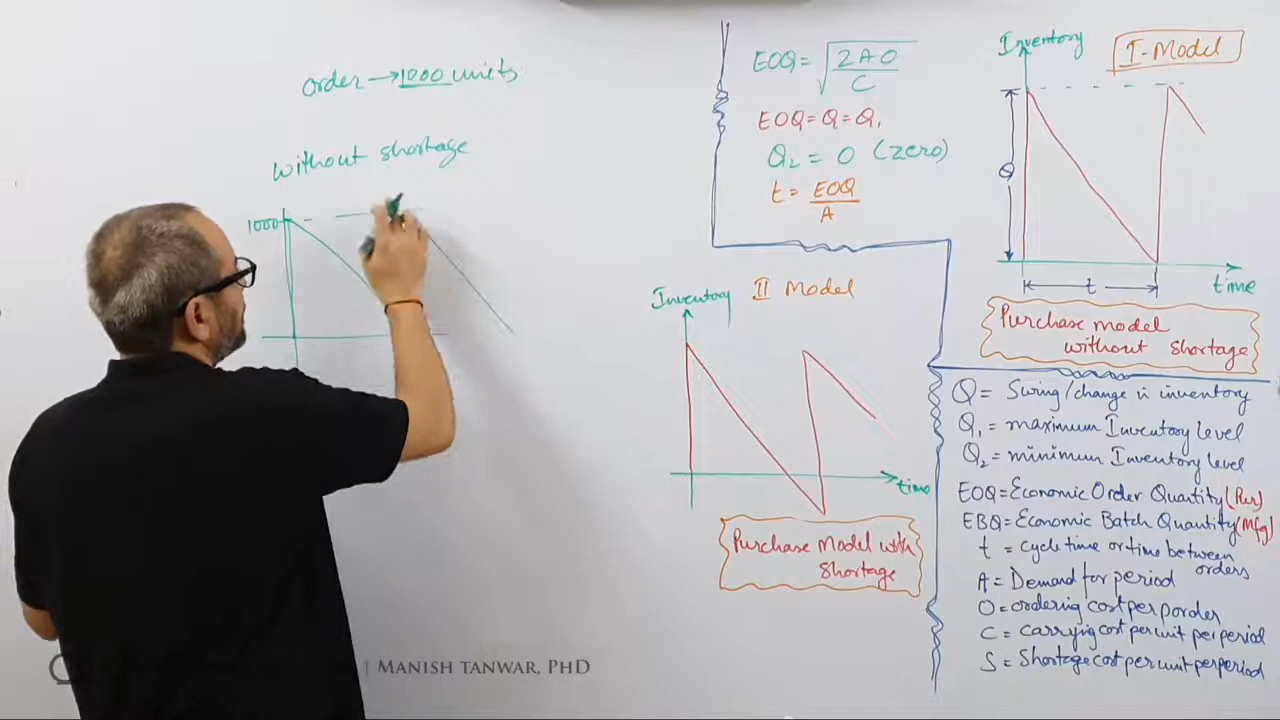 order → 1200 units
without shortage
1000
EOQ = √2AO
C
EOQ = Q = Q₁
Q₂ = 0 (zero)
t = EOQ
A
Inventory
I-Model
Q
t
time
Purchase model
without shortage
Inventory II Model
time
Purchase Model with
shortage
Q = Swing/change in inventory
Q₁ = maximum Inventory level
Q₂ = minimum Inventory level
EOQ = Economic Order Quantity (Pur)
EBQ = Economic Batch Quantity (Mfg)
t = cycle time or time between
orders
A = Demand for period
O = ordering cost per porder
C = carrying cost per unit per period
S = Shortage cost per unit per period
| MANISH TANWAR, PHD